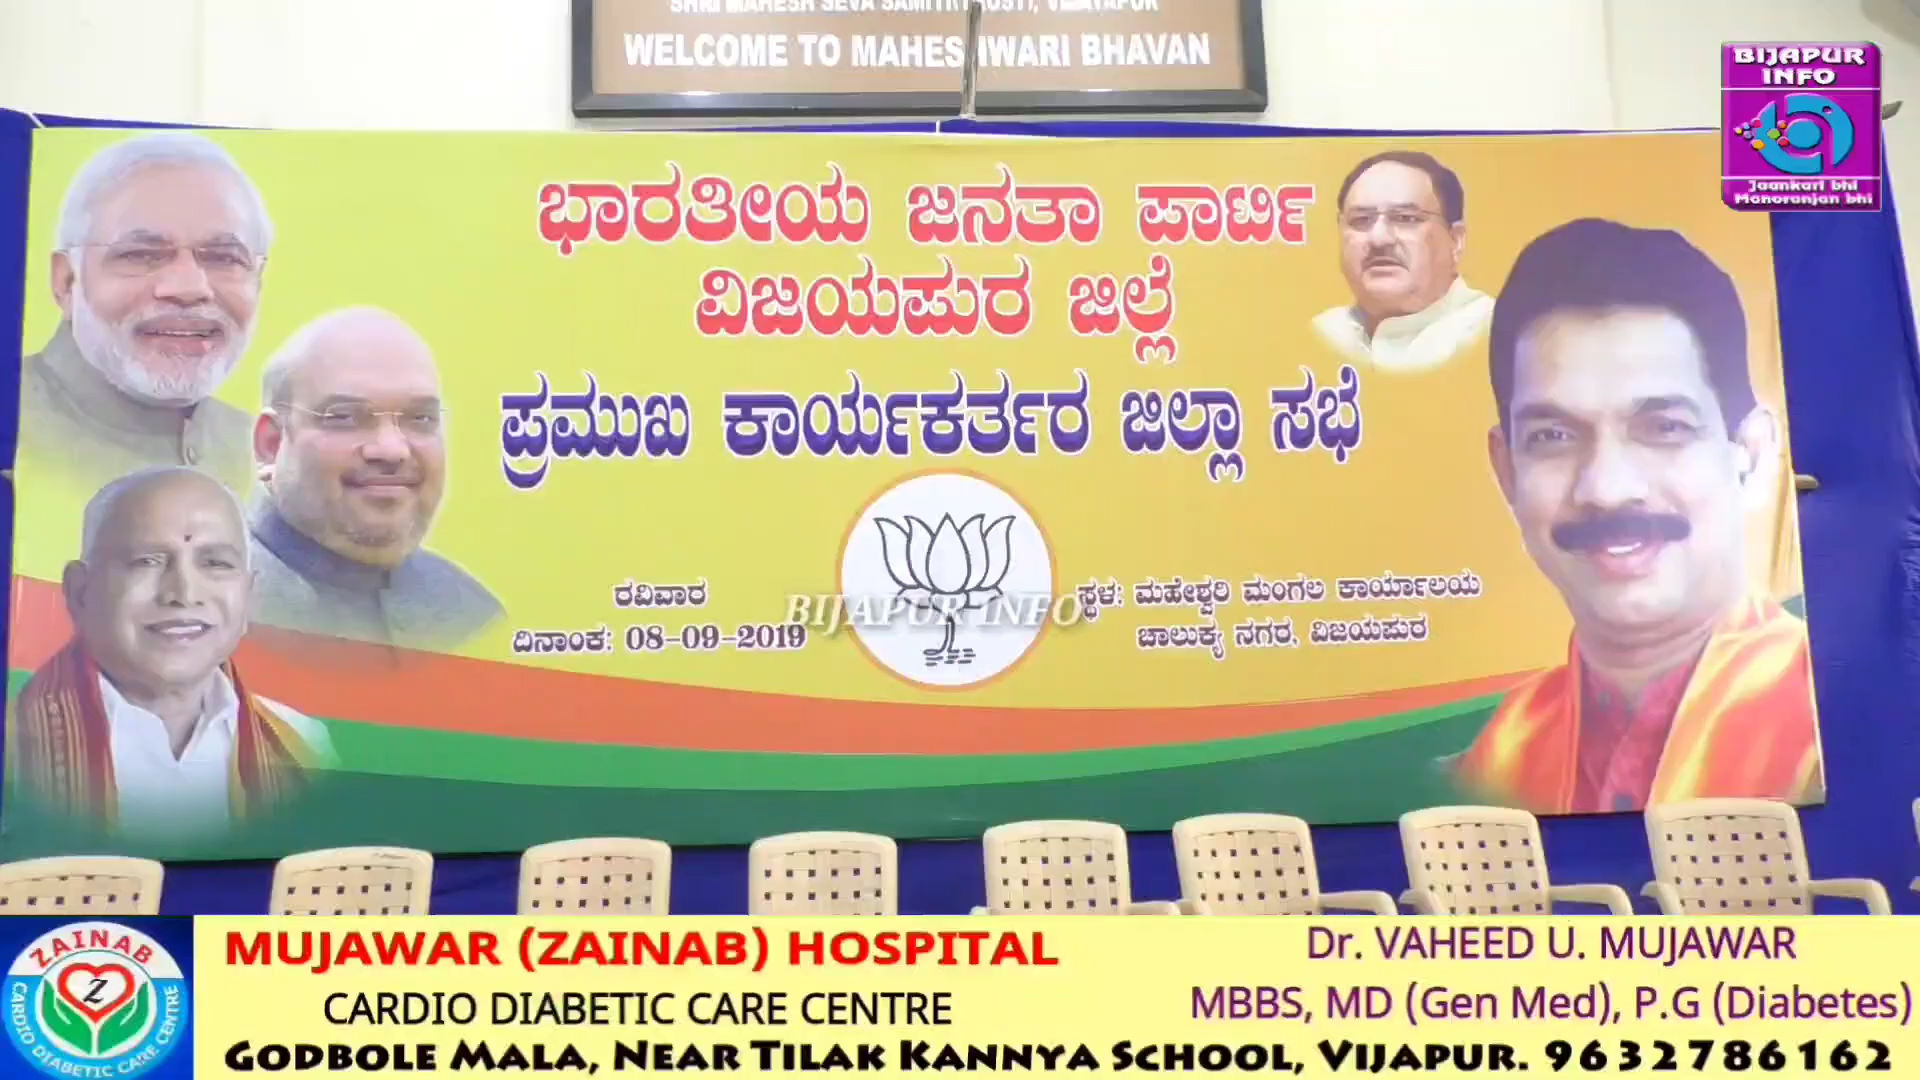 WELCOME TO MAHESHWARI BHAVAN
BIJAPUR
INFO
Jaankari bhi
Manoranjan bhi
ಭಾರತೀಯ ಜನತಾ ಪಾರ್ಟಿ
ವಿಜಯಪುರ ಜಿಲ್ಲೆ
ಪ್ರಮುಖ ಕಾರ್ಯಕರ್ತರ ಜಿಲ್ಲಾ ಸಭೆ
ರವಿವಾರ
ದಿನಾಂಕ: 08-09-2019
BIJAPUR INFO
ಸ್ಥಳ: ಮಹೇಶ್ವರಿ ಮಂಗಲ ಕಾರ್ಯಾಲಯ
ಚಾಲುಕ್ಯ ನಗರ, ವಿಜಯಪುರ
ZAINAB
Z
CARDIO DIABETIC CARE CENTRE
MUJAWAR (ZAINAB) HOSPITAL
CARDIO DIABETIC CARE CENTRE
Dr. VAHEED U. MUJAWAR
MBBS, MD (Gen Med), P.G (Diabetes)
GODBOLE MALA, NEAR TILAK KANNYA SCHOOL, VIJAPUR. 9632786162